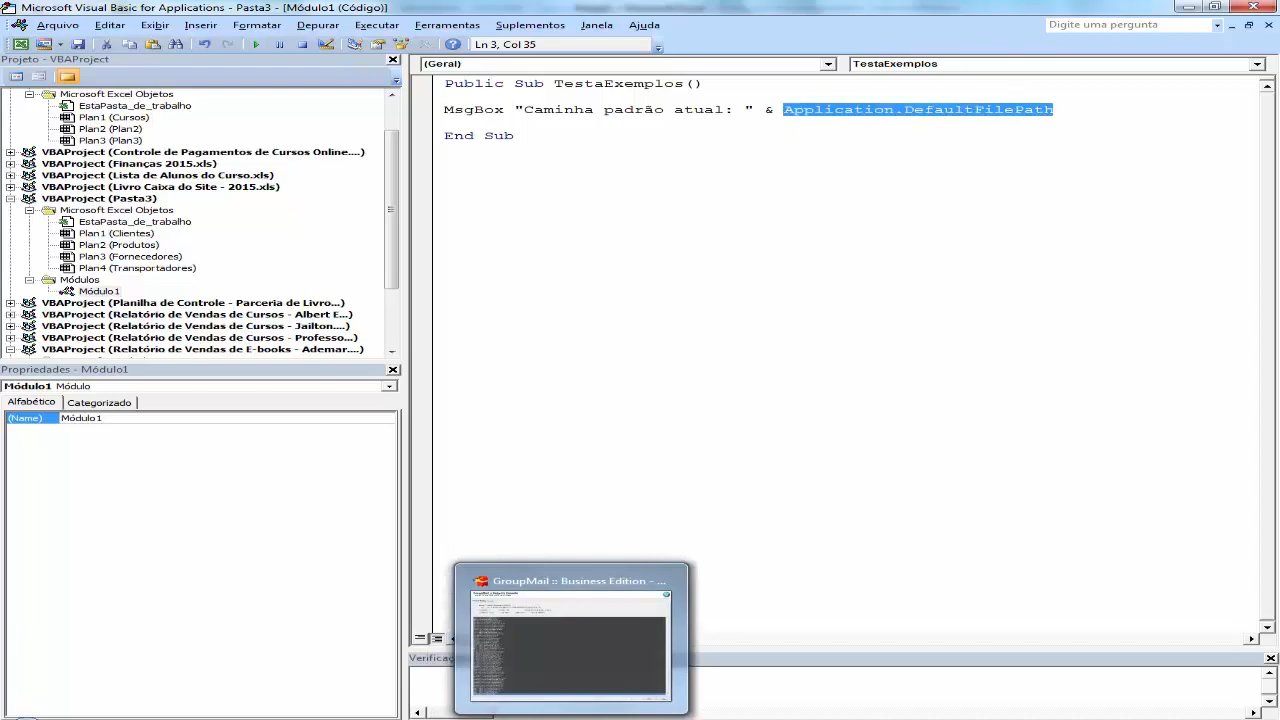 Microsoft Visual Basic for Applications - Pasta3 - [Módulo1 (Código)]
Arquivo Editar Exibir Inserir Formatar Depurar Executar Ferramentas Suplementos Janela Ajuda
Digite uma pergunta
Ln 3, Col 35
Projeto - VBAProject
Microsoft Excel Objetos
EstaPasta_de_trabalho
Plan2 (Plan2)
Plan3 (Plan3)
VBAProject (Controle de Pagamentos de Cursos Online....)
VBAProject (Finanças 2015.xls)
VBAProject (Lista de Alunos do Curso.xls)
VBAProject (Livro Caixa do Site - 2015.xls)
VBAProject (Pasta3)
Microsoft Excel Objetos
EstaPasta_de_trabalho
Plan1 (Clientes)
Plan2 (Produtos)
Plan3 (Fornecedores)
Plan4 (Transportadores)
Módulos
Módulo1
VBAProject (Planilha de Controle - Parceria de Livro...)
VBAProject (Relatório de Vendas de Cursos - Albert E...)
VBAProject (Relatório de Vendas de Cursos - Jailton....)
VBAProject (Relatório de Vendas de Cursos - Professo...)
VBAProject (Relatório de Vendas de E-books - Ademar....)
Propriedades - Módulo1
Módulo1 Módulo
Alfabético Categorizado
(Name) Módulo1
(Geral) TestaExemplos
Public Sub TestaExemplos()
MsgBox "Caminha padrão atual: " & Application.DefaultFilePath
End Sub
GroupMail :: Business Edition - ...